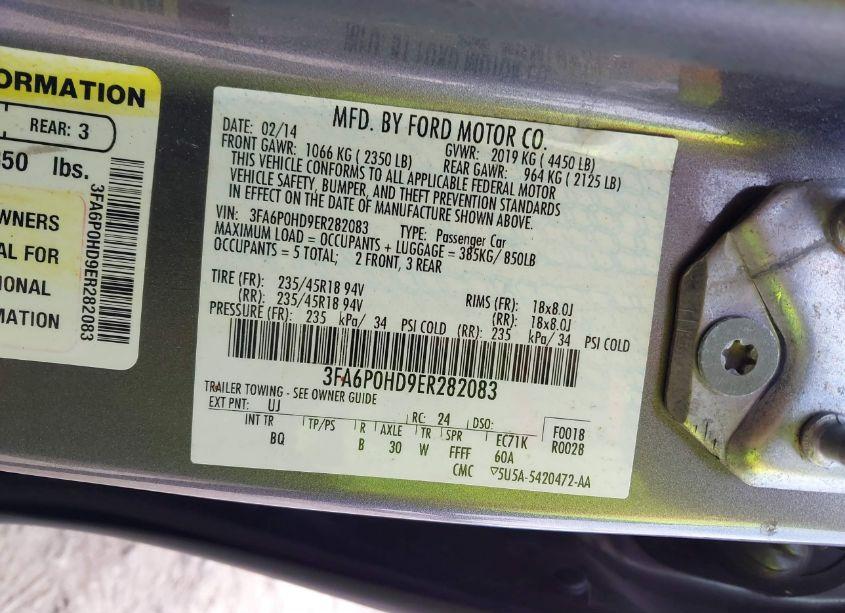 ORMATION
REAR: 3
850 lbs.
OWNERS
AL FOR
IONAL
MATION
3FA6P0HD9ER282083
MFD. BY FORD MOTOR CO.
DATE: 02/14 GVWR: 2019 KG ( 4450 LB)
FRONT GAWR: 1066 KG ( 2350 LB) REAR GAWR: 964 KG ( 2125 LB)
THIS VEHICLE CONFORMS TO ALL APPLICABLE FEDERAL MOTOR
VEHICLE SAFETY, BUMPER, AND THEFT PREVENTION STANDARDS
IN EFFECT ON THE DATE OF MANUFACTURE SHOWN ABOVE.
VIN: 3FA6P0HD9ER282083 TYPE: Passenger Car
MAXIMUM LOAD = OCCUPANTS + LUGGAGE = 385KG/ 850LB
OCCUPANTS = 5 TOTAL; 2 FRONT, 3 REAR
TIRE (FR): 235/45R18 94V RIMS (FR): 18x8.0J
(RR): 235/45R18 94V (RR): 18x8.0J
PRESSURE (FR): 235 kPa/ 34 PSI COLD (RR): 235 kPa/ 34 PSI COLD
3FA6P0HD9ER282083
TRAILER TOWING - SEE OWNER GUIDE
EXT PNT: UJ RC: 24 DSO: F0018
INT TR TP/PS R AXLE TR SPR EC71K R0028
BQ B 30 W FFFF 60A
CMC 5U5A-5420472-AA